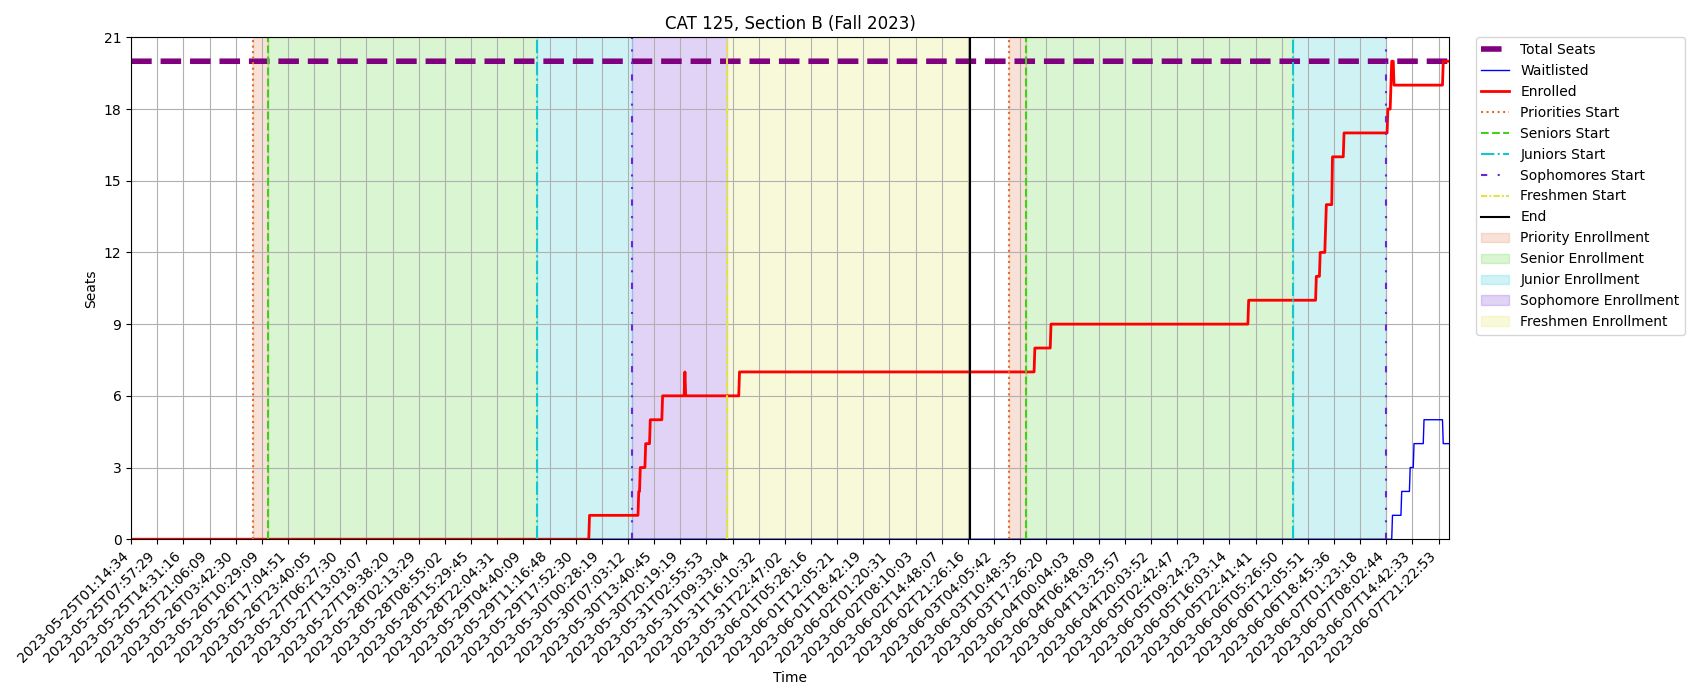 CAT 125, Section B (Fall 2023)
Seats
21
18
15
12
9
6
3
0
2023-05-25T01:14:34
2023-05-25T07:57:29
2023-05-25T14:31:16
2023-05-25T21:06:09
2023-05-26T03:42:30
2023-05-26T10:29:09
2023-05-26T17:04:51
2023-05-26T23:40:05
2023-05-27T06:27:30
2023-05-27T13:03:07
2023-05-27T19:38:20
2023-05-28T02:13:29
2023-05-28T08:55:02
2023-05-28T15:29:45
2023-05-28T22:04:31
2023-05-29T04:40:09
2023-05-29T11:16:48
2023-05-29T17:52:30
2023-05-30T00:28:19
2023-05-30T07:03:12
2023-05-30T13:40:45
2023-05-30T20:19:19
2023-05-31T02:55:53
2023-05-31T09:33:04
2023-05-31T16:10:32
2023-05-31T22:47:02
2023-06-01T05:28:16
2023-06-01T12:05:21
2023-06-01T18:42:19
2023-06-02T01:20:31
2023-06-02T08:10:03
2023-06-02T14:48:07
2023-06-02T21:26:16
2023-06-03T04:05:42
2023-06-03T10:48:35
2023-06-03T17:26:20
2023-06-04T00:04:03
2023-06-04T06:48:09
2023-06-04T13:25:57
2023-06-04T20:03:52
2023-06-05T02:42:47
2023-06-05T09:24:23
2023-06-05T16:03:14
2023-06-05T22:41:41
2023-06-06T05:26:50
2023-06-06T12:05:51
2023-06-06T18:45:36
2023-06-07T01:23:18
2023-06-07T08:02:44
2023-06-07T14:42:33
2023-06-07T21:22:53
Time
Total Seats
Waitlisted
Enrolled
Priorities Start
Seniors Start
Juniors Start
Sophomores Start
Freshmen Start
End
Priority Enrollment
Senior Enrollment
Junior Enrollment
Sophomore Enrollment
Freshmen Enrollment